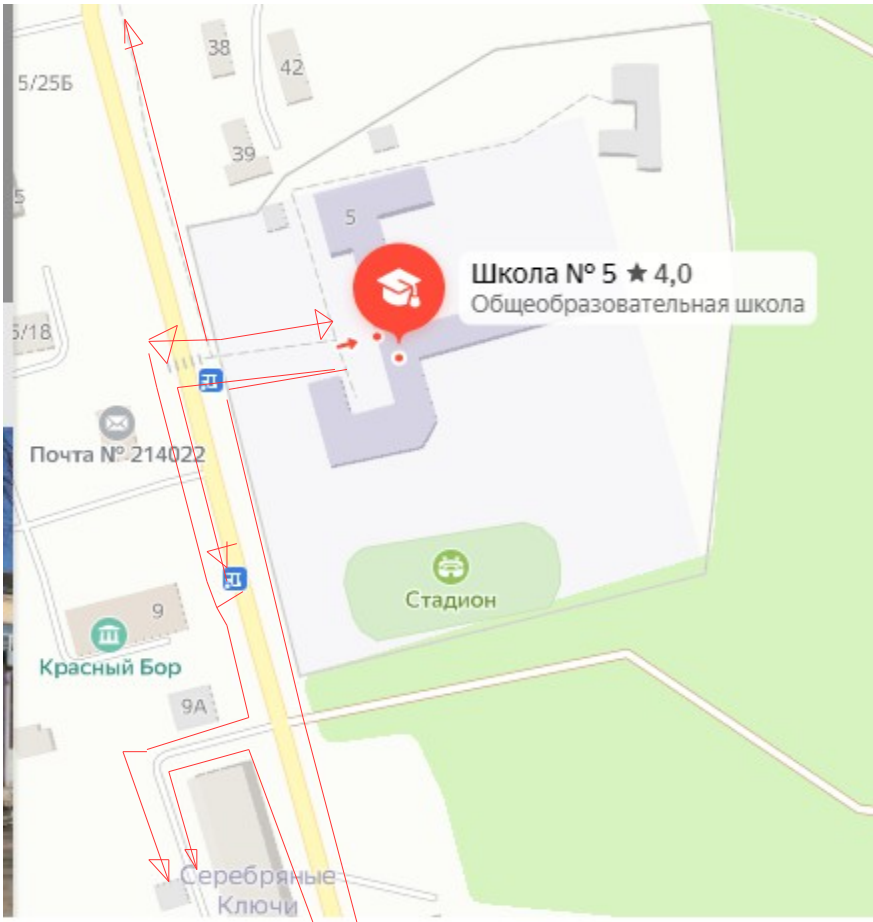 38
42
5/25Б
39
5
5
Школа № 5 ★ 4,0
Общеобразовательная школа
5/18
Почта № 214022
9
Стадион
Красный Бор
9А
Серебряные
Ключи